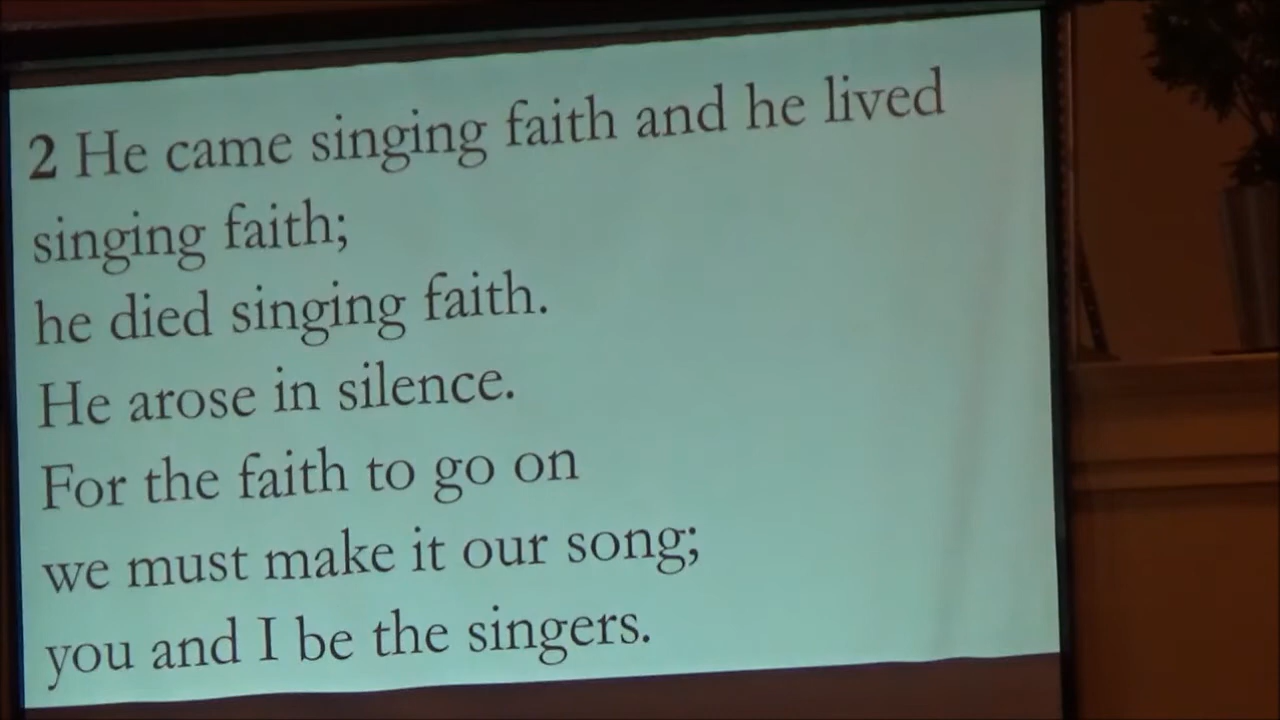 2 He came singing faith and he lived
singing faith;
he died singing faith.
He arose in silence.
For the faith to go on
we must make it our song;
you and I be the singers.